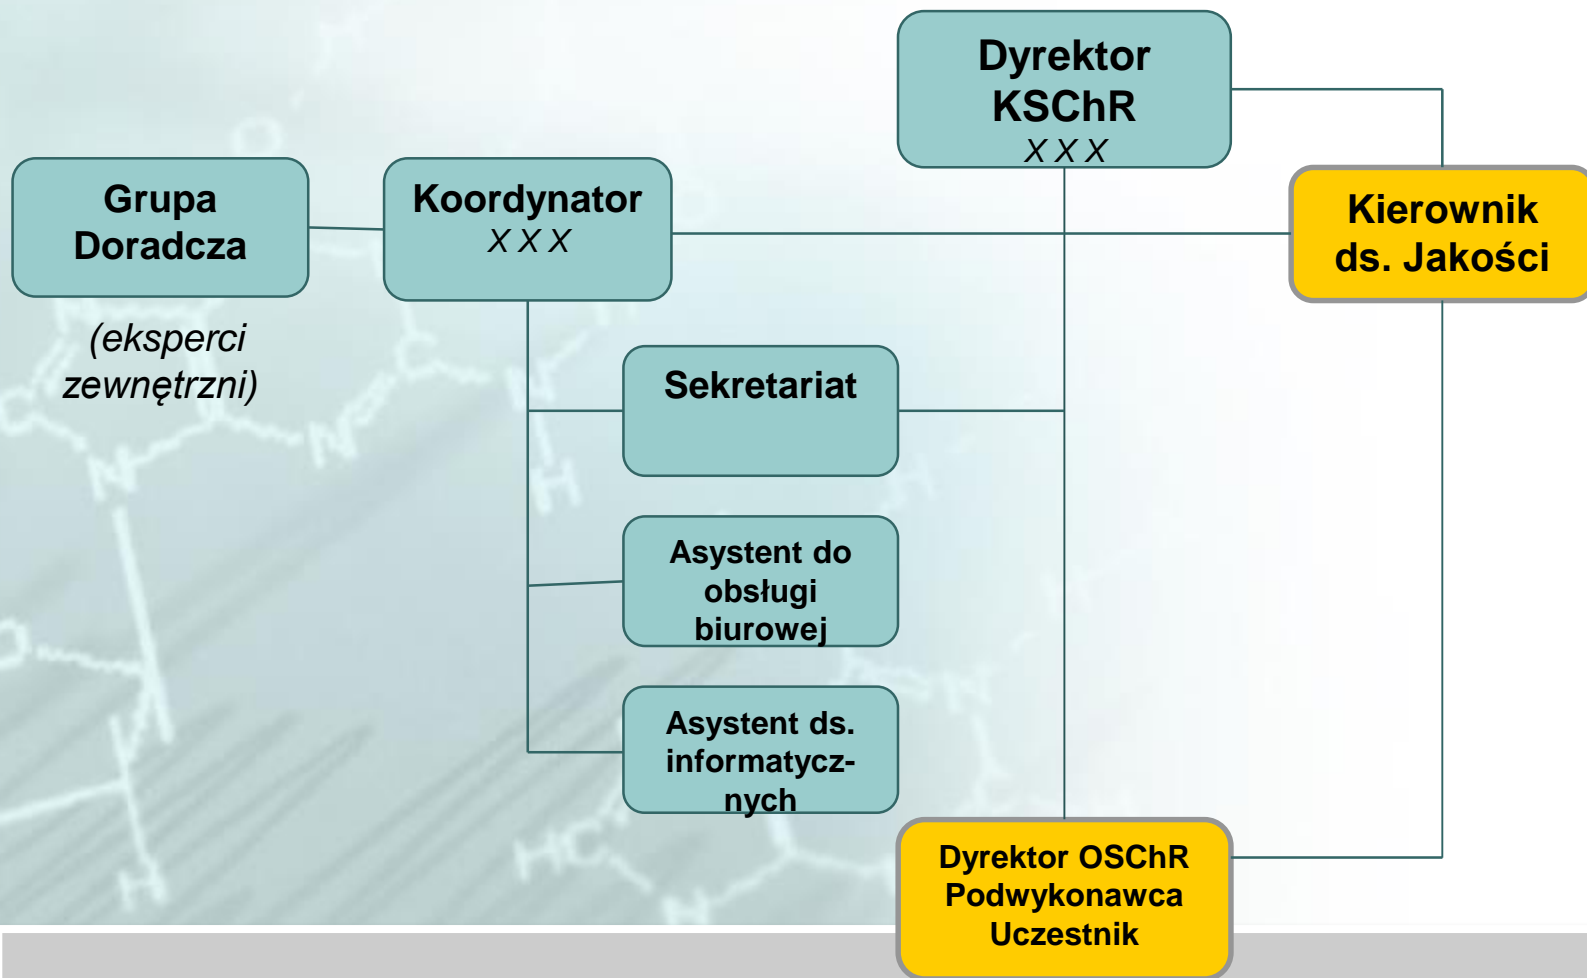 Dyrektor
KSChR
X X X
Grupa
Doradcza
(eksperci
zewnętrzni)
Koordynator
X X X
Kierownik
ds. Jakości
Sekretariat
Asystent do
obsługi
biurowej
Asystent ds.
informatycz-
nych
Dyrektor OSChR
Podwykonawca
Uczestnik
H
O
N
C
H
C
N
N
N
H
H
O
N
N
H
HC
C
N
H